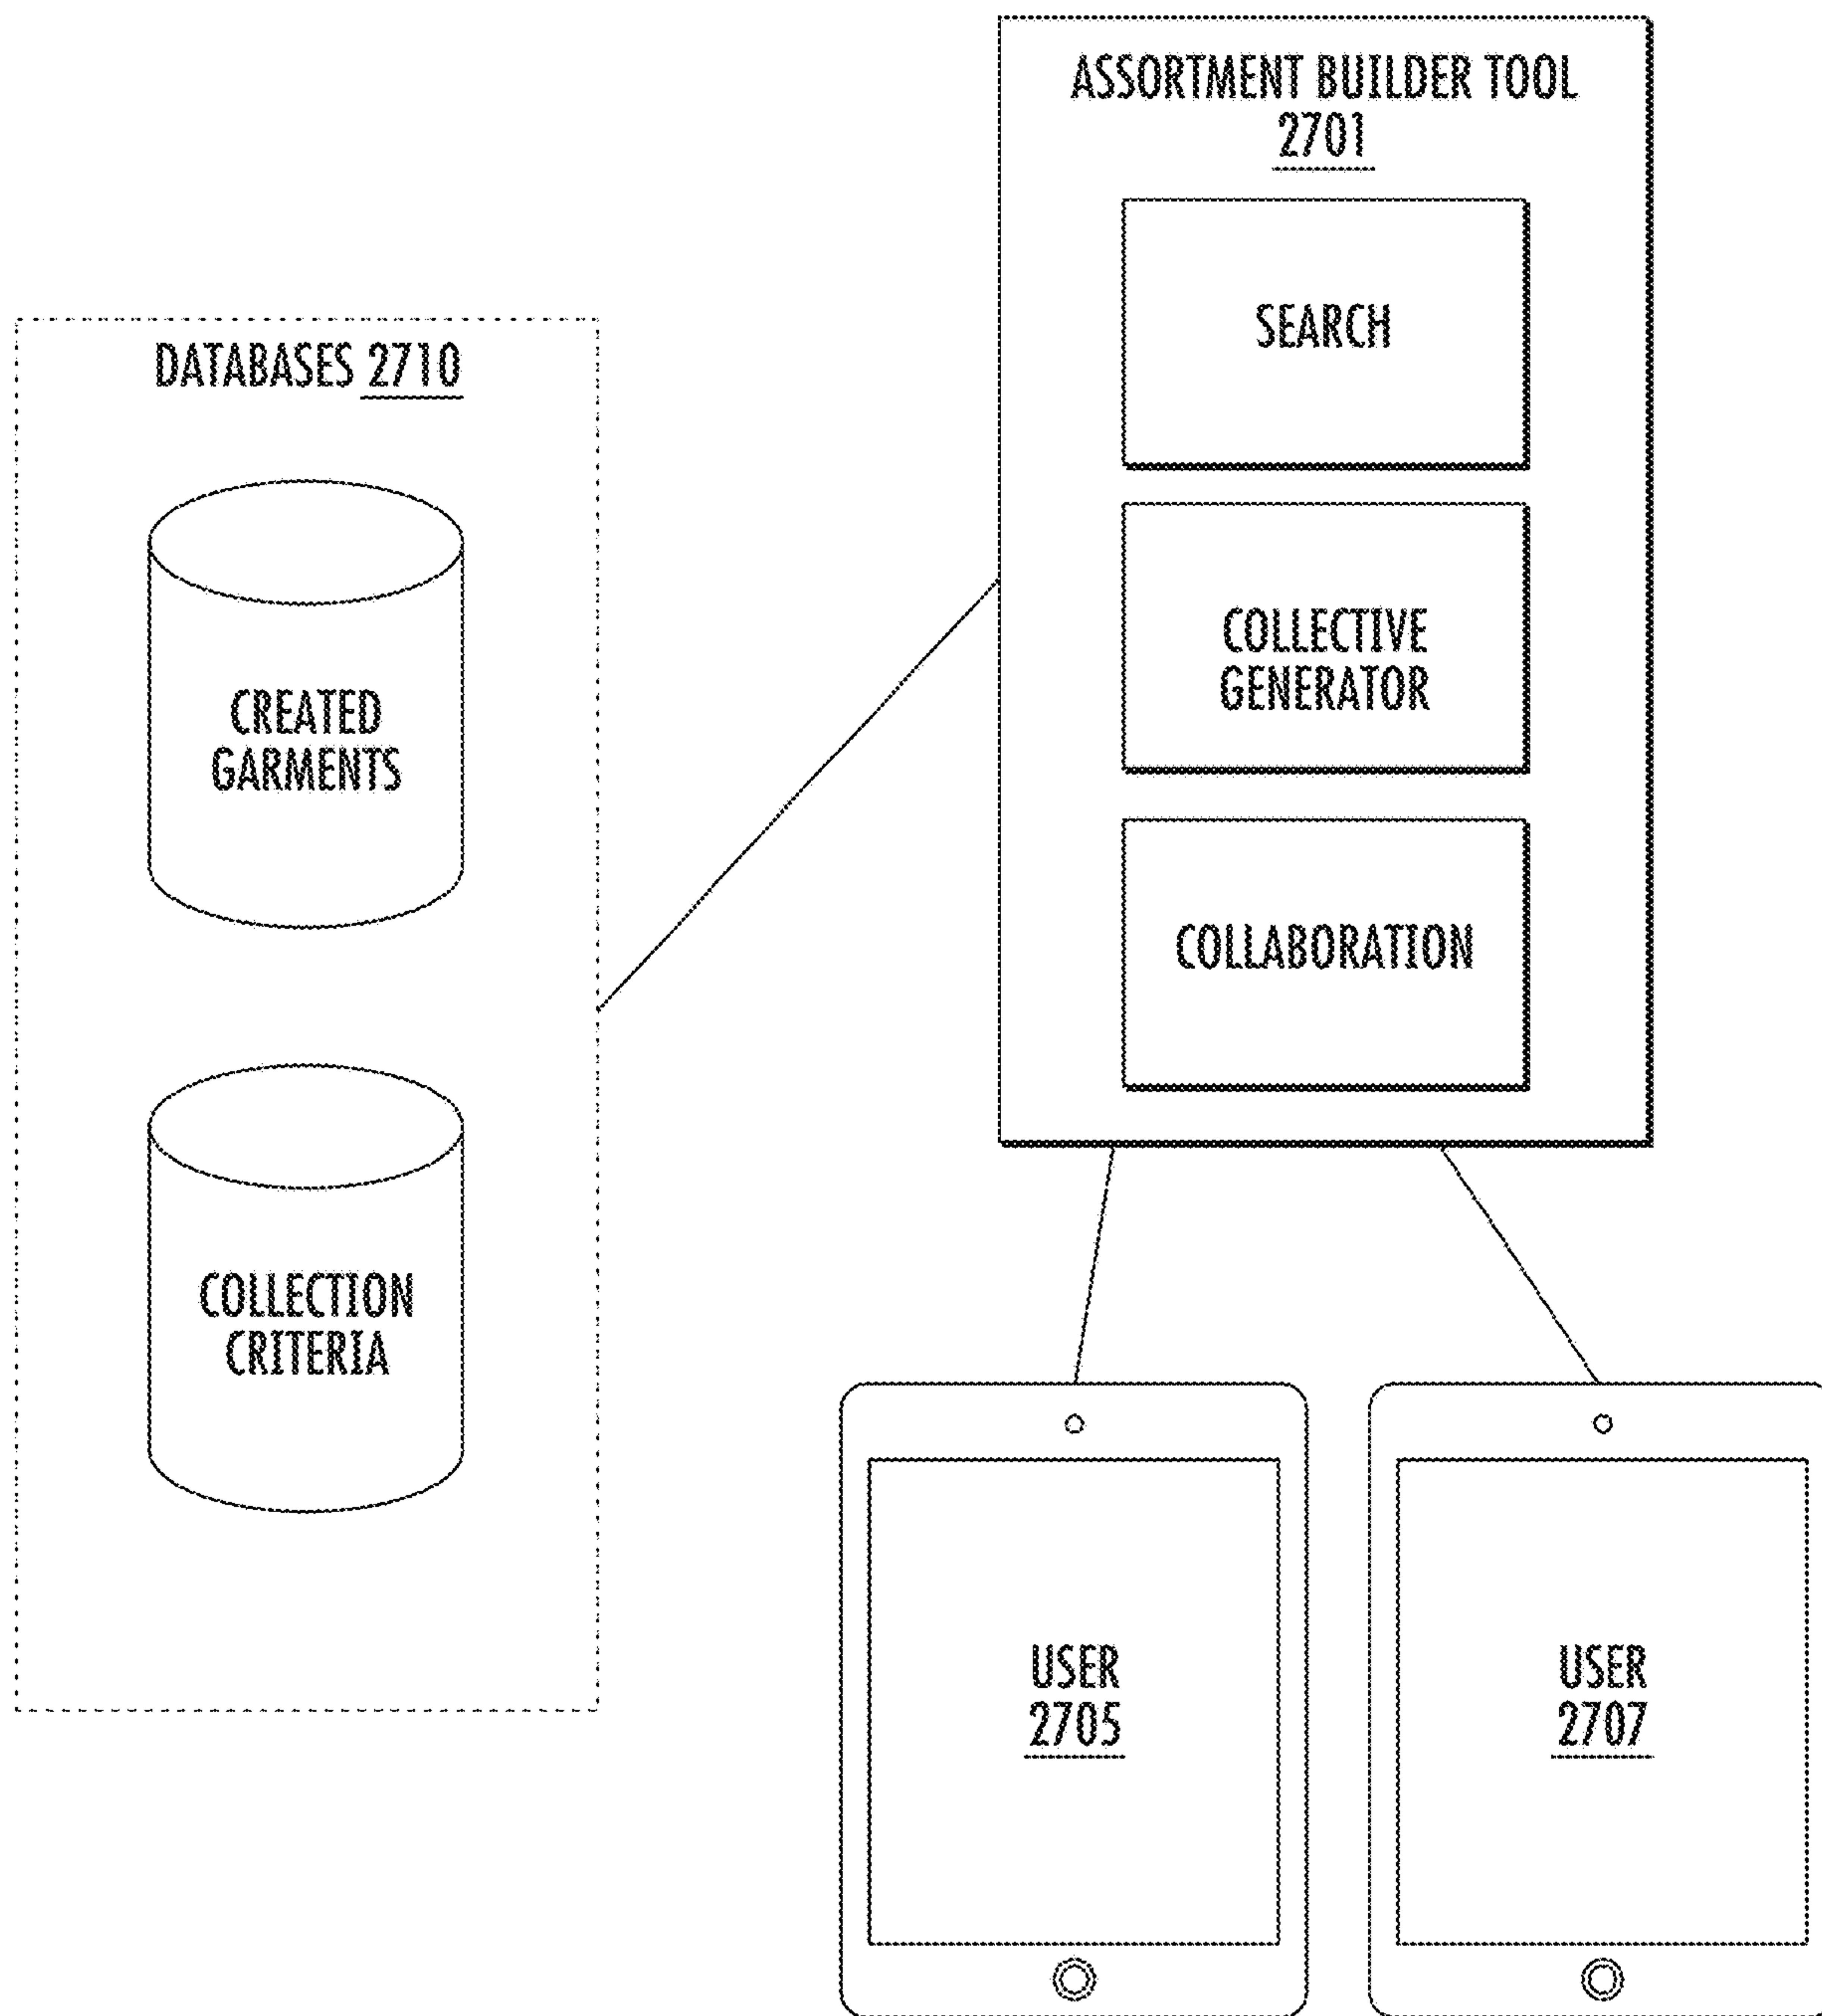 ASSORTMENT BUILDER TOOL
2701
SEARCH
COLLECTIVE
GENERATOR
COLLABORATION
DATABASES 2710
CREATED
GARMENTS
COLLECTION
CRITERIA
USER
2705
USER
2707